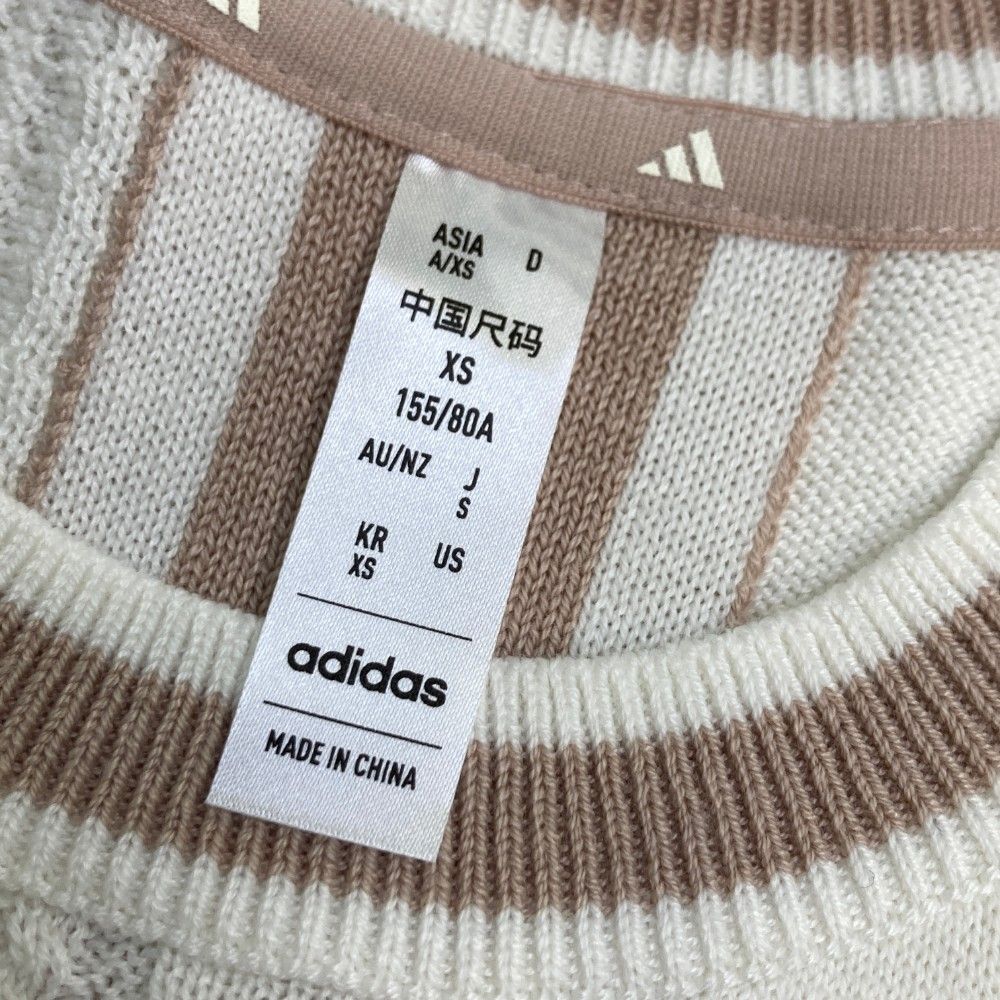 ASIA D
A/XS
中国尺码
XS
155/80A
AU/NZ J
S
KR US
XS
adidas
MADE IN CHINA